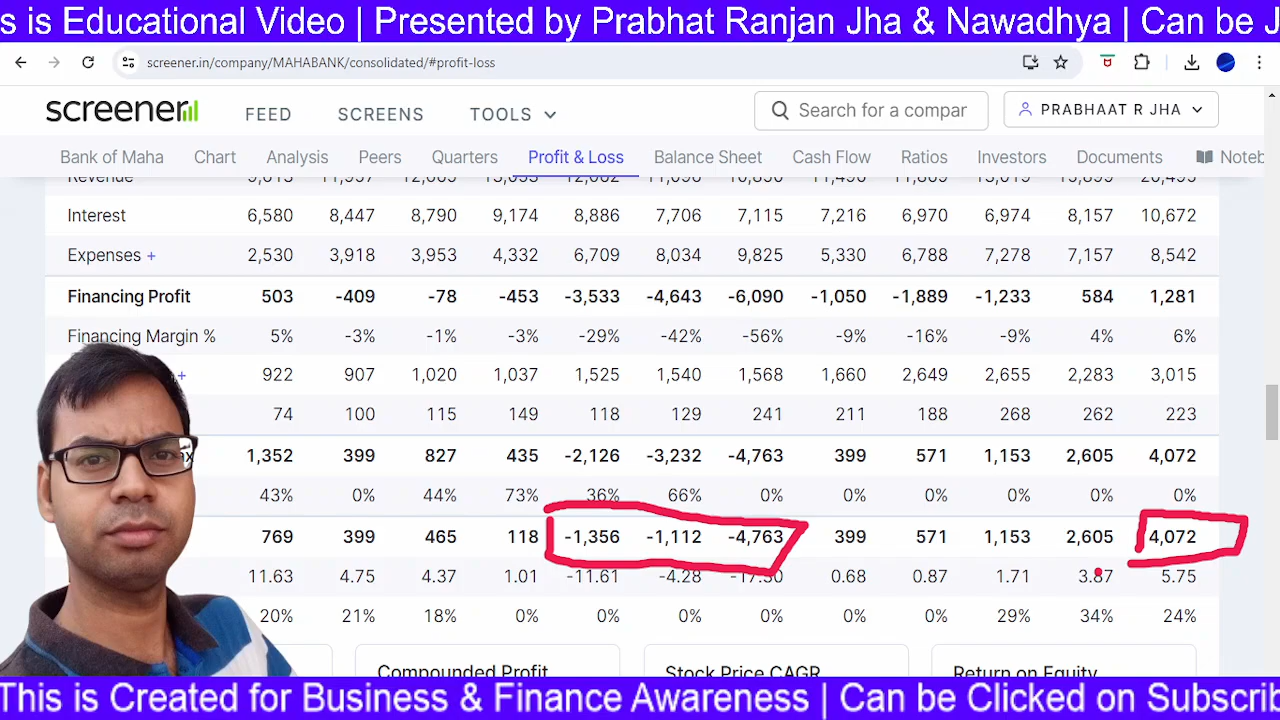 s is Educational Video | Presented by Prabhat Ranjan Jha & Nawadhya | Can be J
screener.in/company/MAHABANK/consolidated/#profit-loss
screener FEED SCREENS TOOLS Search for a compar PRABHAAT R JHA
Bank of Maha Chart Analysis Peers Quarters Profit & Loss Balance Sheet Cash Flow Ratios Investors Documents Noteb
Revenue
Interest 6,580 8,447 8,790 9,174 8,886 7,706 7,115 7,216 6,970 6,974 8,157 10,672
Expenses + 2,530 3,918 3,953 4,332 6,709 8,034 9,825 5,330 6,788 7,278 7,157 8,542
Financing Profit 503 -409 -78 -453 -3,533 -4,643 -6,090 -1,050 -1,889 -1,233 584 1,281
Financing Margin % 5% -3% -1% -3% -29% -42% -56% -9% -16% -9% 4% 6%
+ 922 907 1,020 1,037 1,525 1,540 1,568 1,660 2,649 2,655 2,283 3,015
74 100 115 149 118 129 241 211 188 268 262 223
x 1,352 399 827 435 -2,126 -3,232 -4,763 399 571 1,153 2,605 4,072
43% 0% 44% 73% 36% 66% 0% 0% 0% 0% 0% 0%
769 399 465 118 -1,356 -1,112 -4,763 399 571 1,153 2,605 4,072
11.63 4.75 4.37 1.01 -11.61 -4.28 0.68 0.87 1.71 3.87 5.75
20% 21% 18% 0% 0% 0% 0% 0% 0% 29% 34% 24%
Compounded Profit Stock Price CAGR Return on Equity
This is Created for Business & Finance Awareness | Can be Clicked on Subscrib